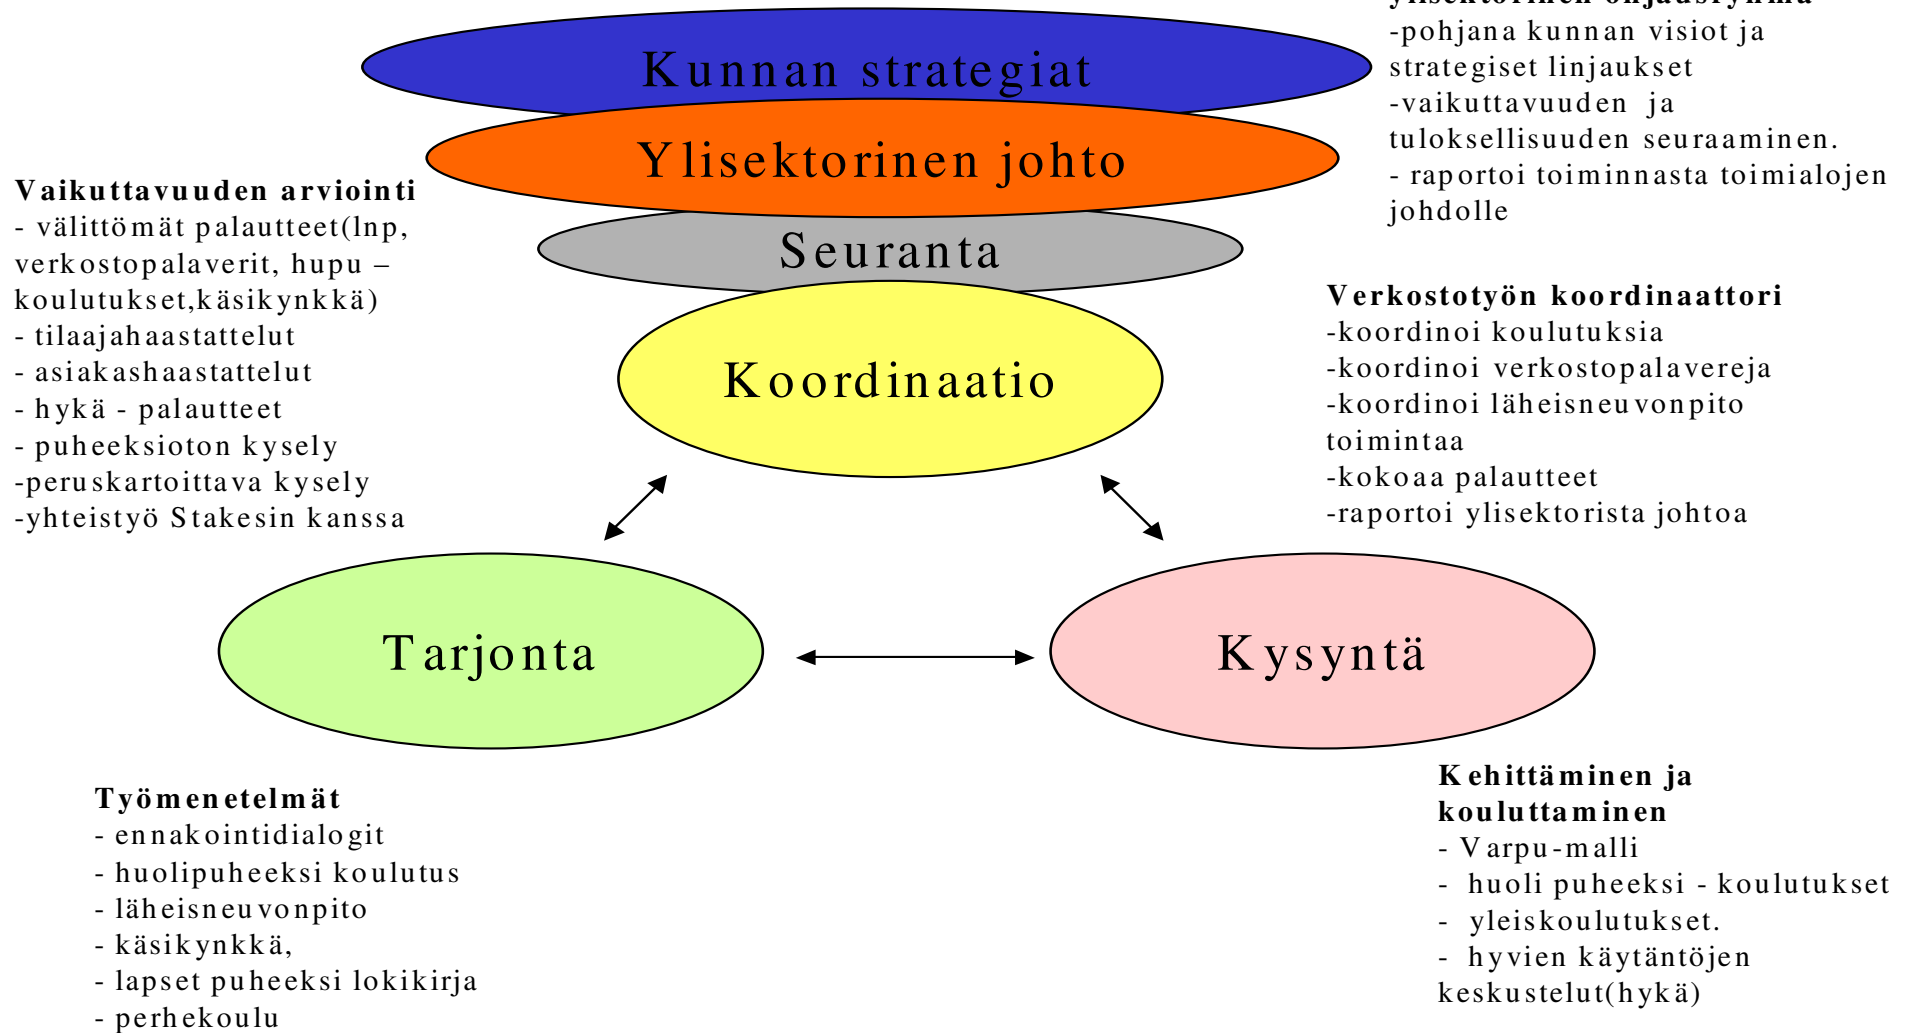 Kunnan strategiat
Ylisektorinen johto
Seuranta
Koordinaatio
Tarjonta
Kysyntä
ylisektorinen ohjausryhmä
-pohjana kunnan visiot ja
strategiset linjaukset
-vaikuttavuuden ja
tuloksellisuuden seuraaminen.
- raportoi toiminnasta toimialojen
johdolle
Vaikuttavuuden arviointi
- välittömät palautteet(lnp,
verkostopalaverit, hupu –
koulutukset,käsikynkkä)
- tilaajahaastattelut
- asiakashaastattelut
- hykä - palautteet
- puheeksioton kysely
-peruskartoittava kysely
-yhteistyö Stakesin kanssa
Verkostotyön koordinaattori
-koordinoi koulutuksia
-koordinoi verkostopalavereja
-koordinoi läheisneuvonpito
toimintaa
-kokoaa palautteet
-raportoi ylisektorista johtoa
Työmenetelmät
- ennakointidialogit
- huolipuheeksi koulutus
- läheisneuvonpito
- käsikynkkä,
- lapset puheeksi lokikirja
- perhekoulu
Kehittäminen ja
kouluttaminen
- Varpu-malli
- huoli puheeksi - koulutukset
- yleiskoulutukset.
- hyvien käytäntöjen
keskustelut(hykä)